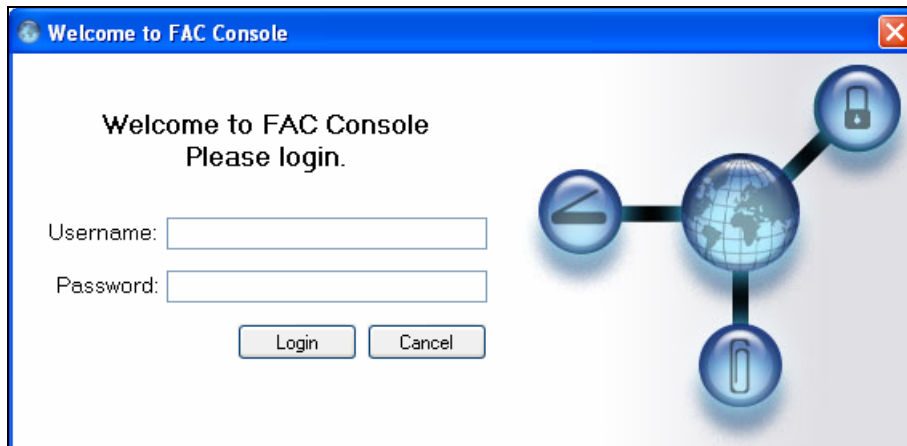 Welcome to FAC Console
Welcome to FAC Console
Please login.
Username:
Password:
Login Cancel